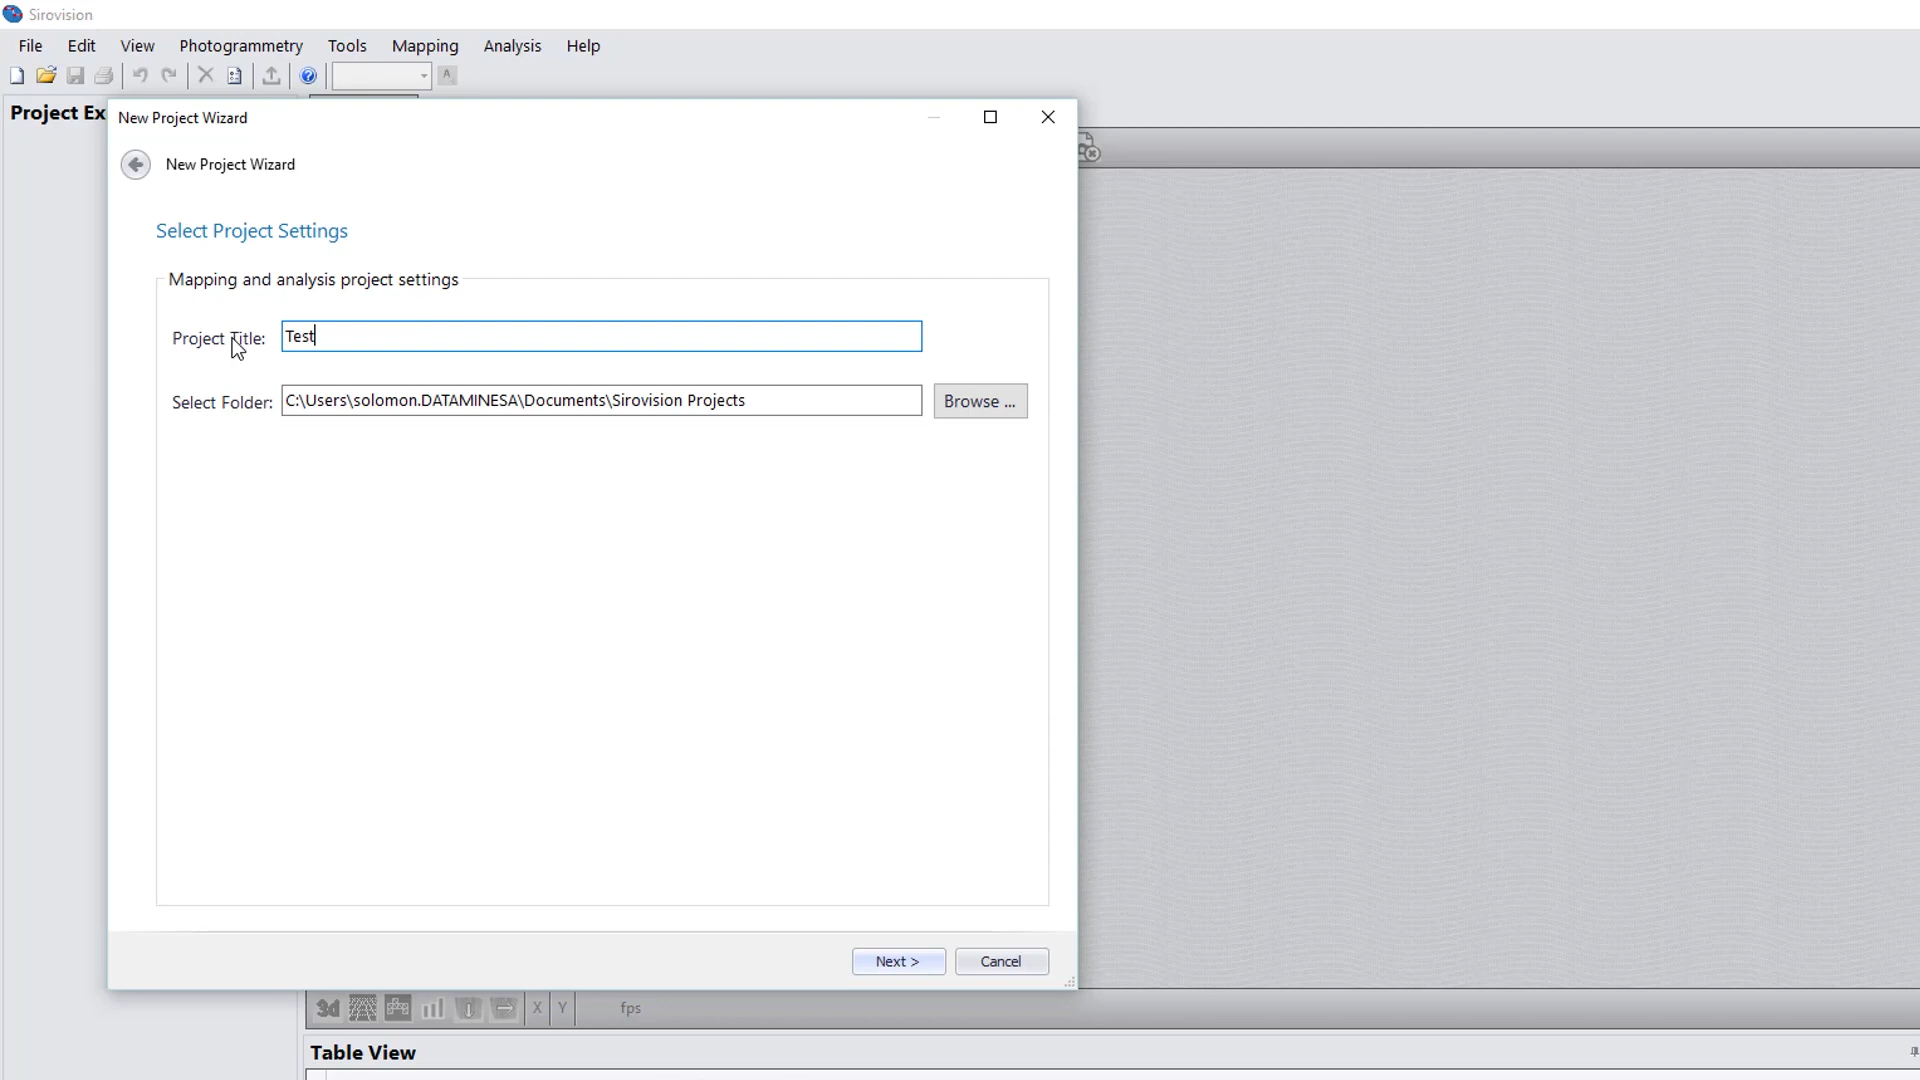 Sirovision
File Edit View Photogrammetry Tools Mapping Analysis Help
A
Project Ex
New Project Wizard
New Project Wizard
Select Project Settings
Mapping and analysis project settings
Project Title: Test
Select Folder: C:\Users\solomon.DATAMINESA\Documents\Sirovision Projects Browse ...
Next > Cancel
3d X Y fps
Table View